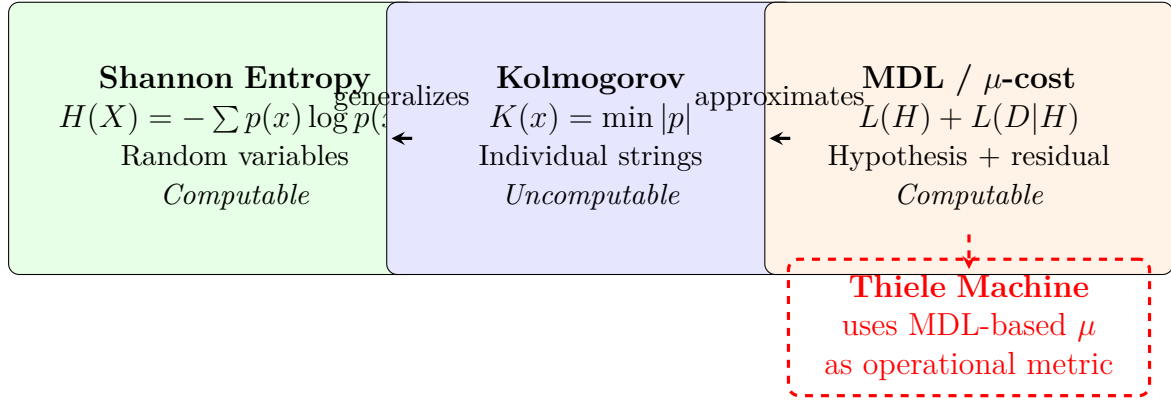 Shannon Entropy
H(X) = − ∑ p(x) log p(x
Random variables
Computable
generalizes
Kolmogorov
K(x) = min |p|
Individual strings
Uncomputable
approximates
MDL / μ-cost
L(H) + L(D|H)
Hypothesis + residual
Computable
Thiele Machine
uses MDL-based μ
as operational metric